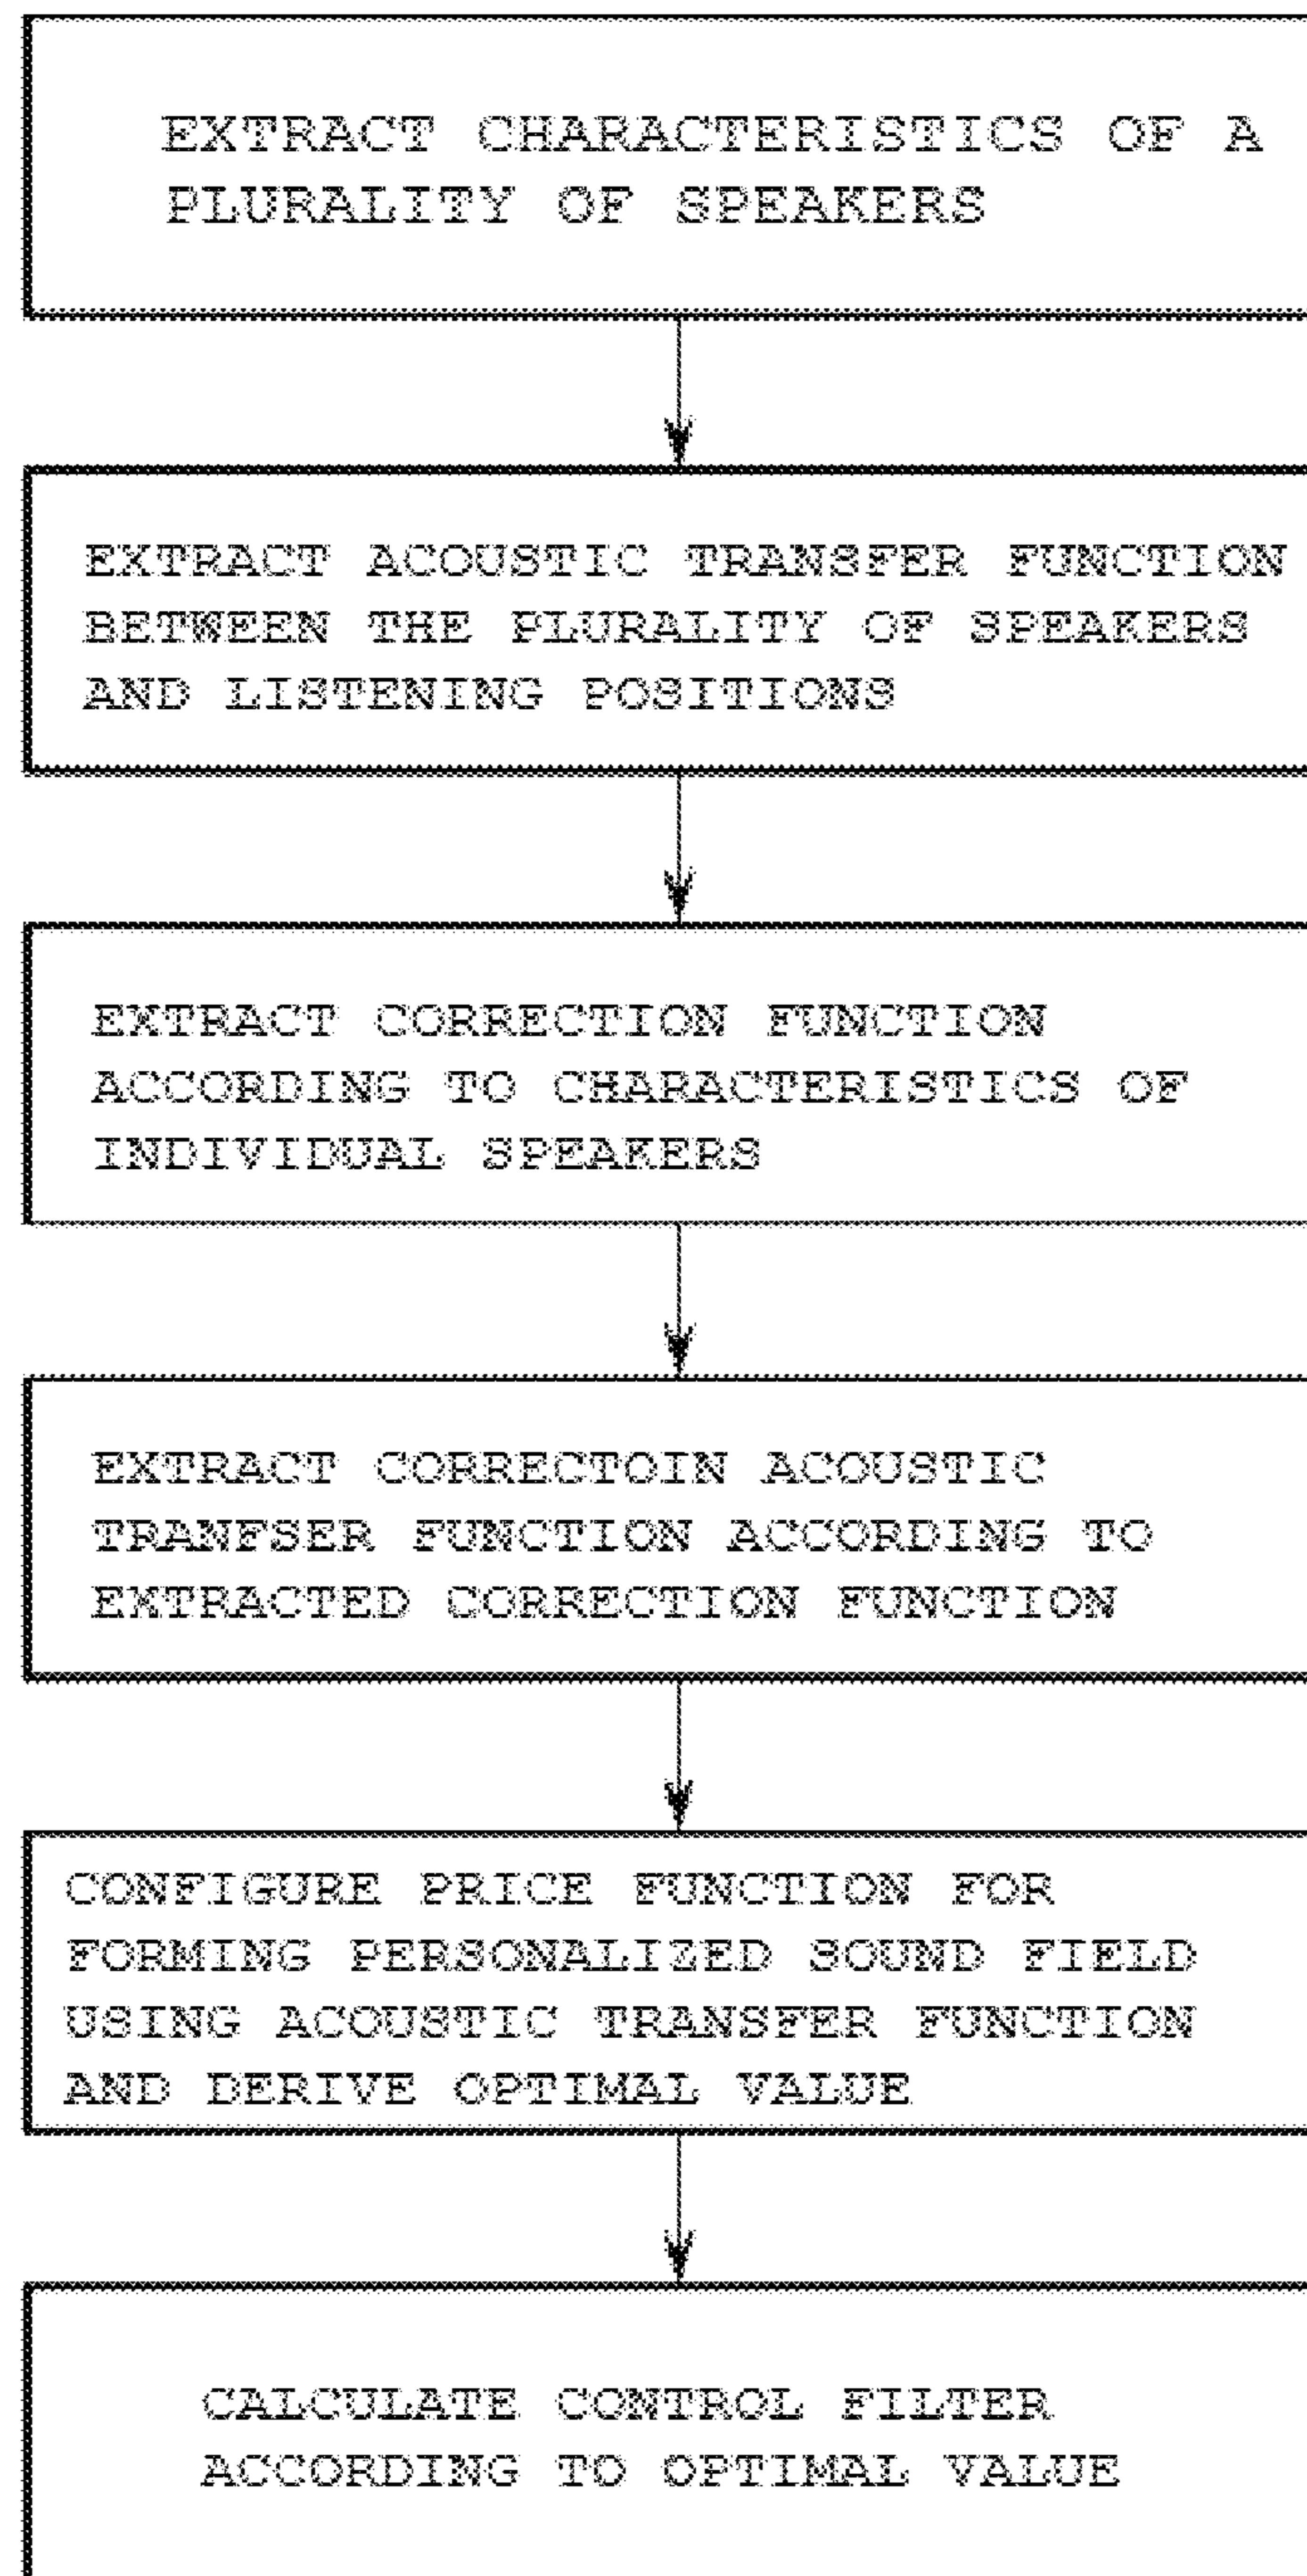 EXTRACT CHARACTERISTICS OF A
PLURALITY OF SPEAKERS
EXTRACT ACOUSTIC TRANSFER FUNCTION
BETWEEN THE PLURALITY OF SPEAKERS
AND LISTENING POSITIONS
EXTRACT CORRECTION FUNCTION
ACCORDING TO CHARACTERISTICS OF
INDIVIDUAL SPEAKERS
EXTRACT CORRECTOIN ACOUSTIC
TRANFSER FUNCTION ACCORDING TO
EXTRACTED CORRECTION FUNCTION
CONFIGURE PRICE FUNCTION FOR
FORMING PERSONALIZED SOUND FIELD
USING ACOUSTIC TRANSFER FUNCTION
AND DERIVE OPTIMAL VALUE
CALCULATE CONTROL FILTER
ACCORDING TO OPTIMAL VALUE